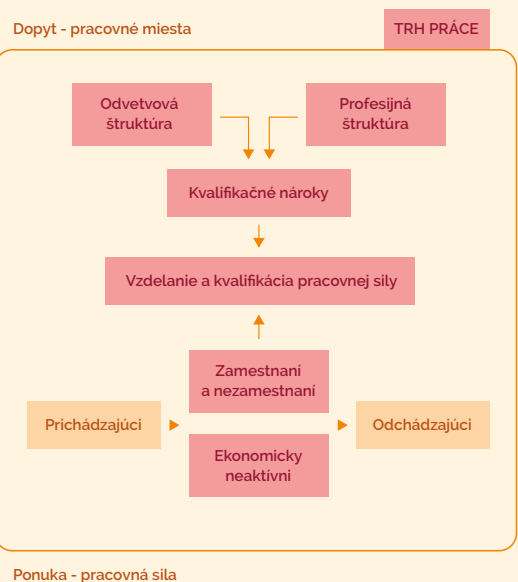 Dopyt - pracovné miesta
TRH PRÁCE
Odvetvová
štruktúra
Profesijná
štruktúra
Kvalifikačné nároky
Vzdelanie a kvalifikácia pracovnej sily
Zamestnaní
a nezamestnaní
Prichádzajúci
Odchádzajúci
Ekonomicky
neaktívni
Ponuka - pracovná sila